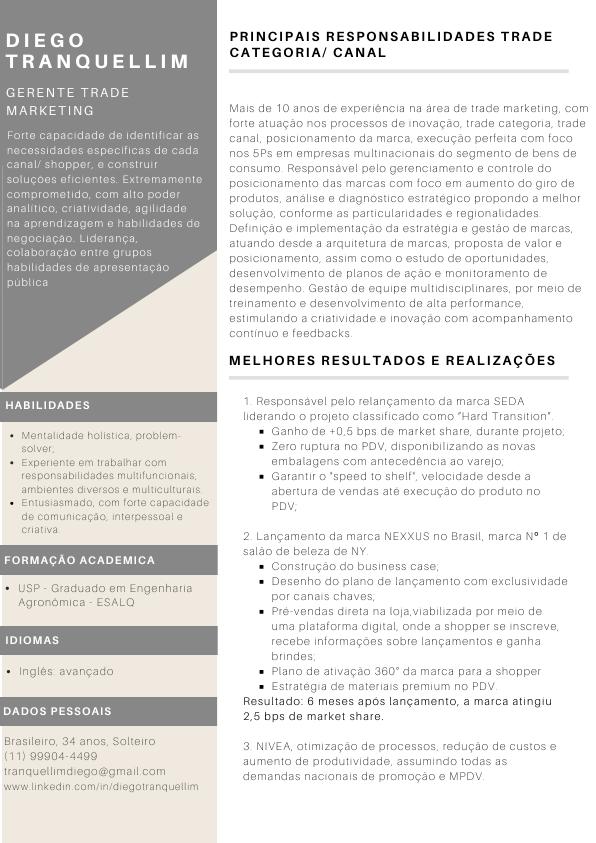 DIEGO
TRANQUELLIM
GERENTE TRADE
MARKETING
Forte capacidade de identificar as
necessidades específicas de cada
canal/ shopper, e construir
soluções eficientes. Extremamente
comprometido, com alto poder
analítico, criatividade, agilidade
na aprendizagem e habilidades de
negociação. Liderança,
colaboração entre grupos
habilidades de apresentação
pública
HABILIDADES
• Mentalidade holística, problem-
solver;
• Experiente em trabalhar com
responsabilidades multifuncionais,
ambientes diversos e multiculturais.
• Entusiasmado, com forte capacidade
de comunicação, interpessoal e
criativa.
FORMAÇÃO ACADEMICA
• USP - Graduado em Engenharia
Agronômica - ESALQ
IDIOMAS
• Inglês: avançado
DADOS PESSOAIS
Brasileiro, 34 anos, Solteiro
(11) 99904-4499
tranquellimdiego@gmail.com
www.linkedin.com/in/diegotranquellim
PRINCIPAIS RESPONSABILIDADES TRADE
CATEGORIA/ CANAL
Mais de 10 anos de experiência na área de trade marketing, com
forte atuação nos processos de inovação, trade categoria, trade
canal, posicionamento da marca, execução perfeita com foco
nos 5Ps em empresas multinacionais do segmento de bens de
consumo. Responsável pelo gerenciamento e controle do
posicionamento das marcas com foco em aumento do giro de
produtos, análise e diagnóstico estratégico propondo a melhor
solução, conforme as particularidades e regionalidades.
Definição e implementação da estratégia e gestão de marcas,
atuando desde a arquitetura de marcas, proposta de valor e
posicionamento, assim como o estudo de oportunidades,
desenvolvimento de planos de ação e monitoramento de
desempenho. Gestão de equipe multidisciplinares, por meio de
treinamento e desenvolvimento de alta performance,
estimulando a criatividade e inovação com acompanhamento
contínuo e feedbacks.
MELHORES RESULTADOS E REALIZAÇÕES
1. Responsável pelo relançamento da marca SEDA
liderando o projeto classificado como "Hard Transition".
▪ Ganho de +0,5 bps de market share, durante projeto;
▪ Zero ruptura no PDV, disponibilizando as novas
embalagens com antecedência ao varejo;
▪ Garantir o "speed to shelf", velocidade desde a
abertura de vendas até execução do produto no
PDV;
2. Lançamento da marca NEXXUS no Brasil, marca Nº 1 de
salão de beleza de NY.
▪ Construção do business case;
▪ Desenho do plano de lançamento com exclusividade
por canais chaves;
▪ Pré-vendas direta na loja,viabilizada por meio de
uma plataforma digital, onde a shopper se inscreve,
recebe informações sobre lançamentos e ganha
brindes;
▪ Plano de ativação 360° da marca para a shopper
▪ Estratégia de materiais premium no PDV.
Resultado: 6 meses após lançamento, a marca atingiu
2,5 bps de market share.
3. NIVEA, otimização de processos, redução de custos e
aumento de produtividade, assumindo todas as
demandas nacionais de promoção e MPDV.